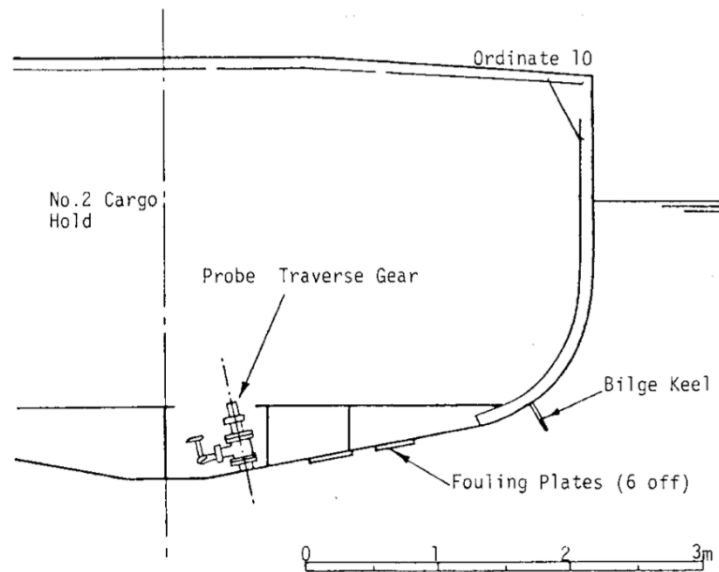 Ordinate 10
No.2 Cargo
Hold
Probe Traverse Gear
Bilge Keel
Fouling Plates (6 off)
0 1 2 3m